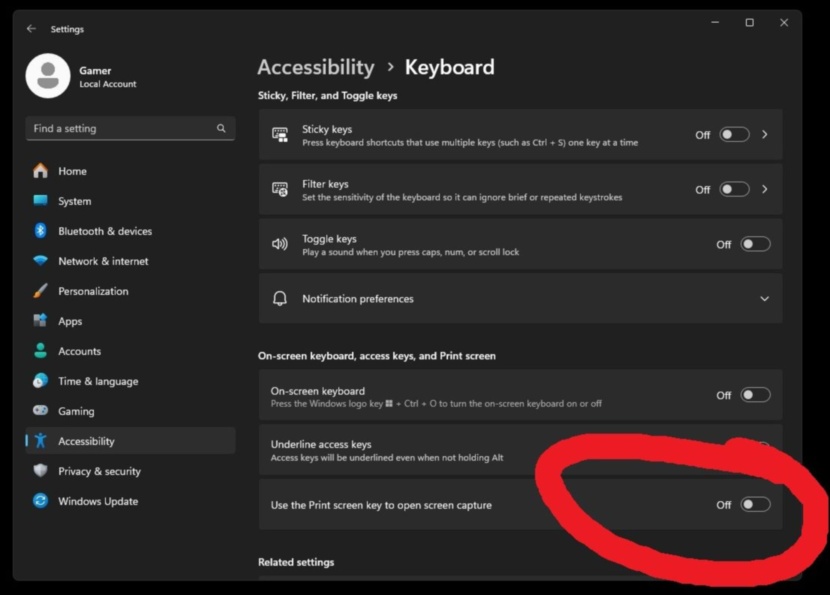 Settings
Gamer
Local Account
Find a setting
Home
System
Bluetooth & devices
Network & internet
Personalization
Apps
Accounts
Time & language
Gaming
Accessibility
Privacy & security
Windows Update
Accessibility > Keyboard
Sticky, Filter, and Toggle keys
Sticky keys
Press keyboard shortcuts that use multiple keys (such as Ctrl + S) one key at a time
Off
Filter keys
Set the sensitivity of the keyboard so it can ignore brief or repeated keystrokes
Off
Toggle keys
Play a sound when you press caps, num, or scroll lock
Off
Notification preferences
On-screen keyboard, access keys, and Print screen
On-screen keyboard
Press the Windows logo key + Ctrl + O to turn the on-screen keyboard on or off
Off
Underline access keys
Access keys will be underlined even when not holding Alt
Use the Print screen key to open screen capture
Off
Related settings